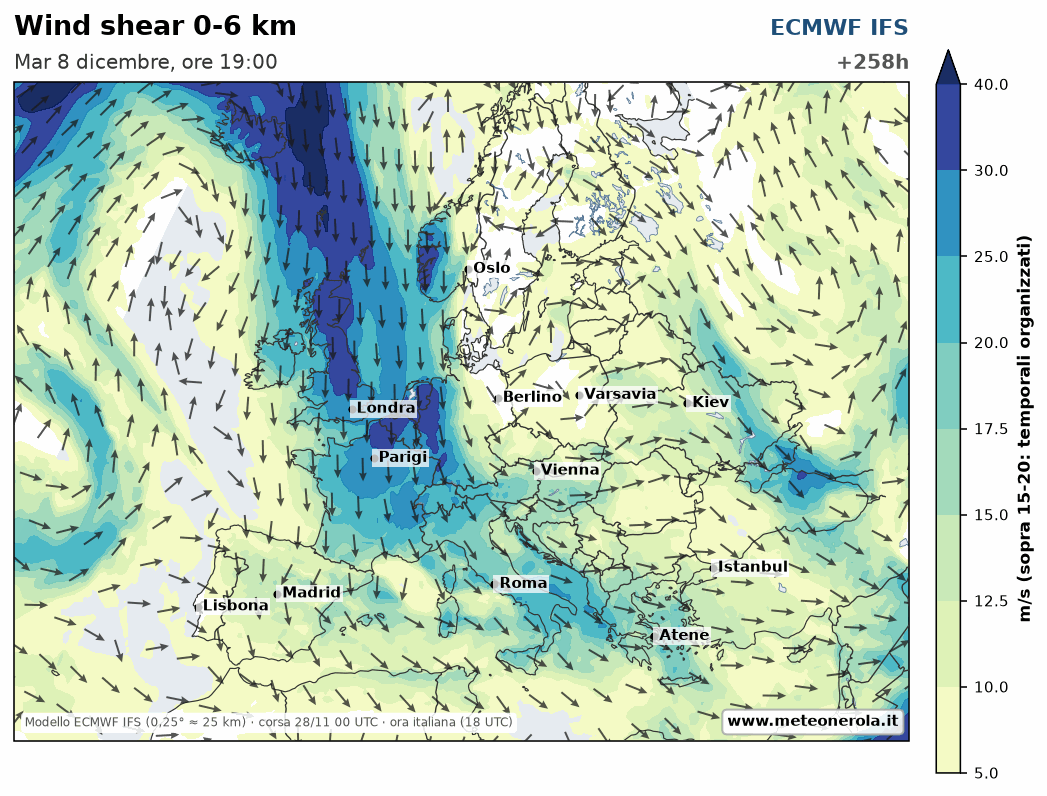 Wind shear 0-6 km
ECMWF IFS
Mar 8 dicembre, ore 19:00
+258h
40.0
30.0
25.0
20.0
17.5
15.0
12.5
10.0
5.0
m/s (sopra 15-20: temporali organizzati)
Oslo
Londra
Berlino
Varsavia
Kiev
Parigi
Vienna
Istanbul
Roma
Madrid
Lisbona
Atene
Modello ECMWF IFS (0,25° ≈ 25 km) · corsa 28/11 00 UTC · ora italiana (18 UTC)
www.meteonerola.it